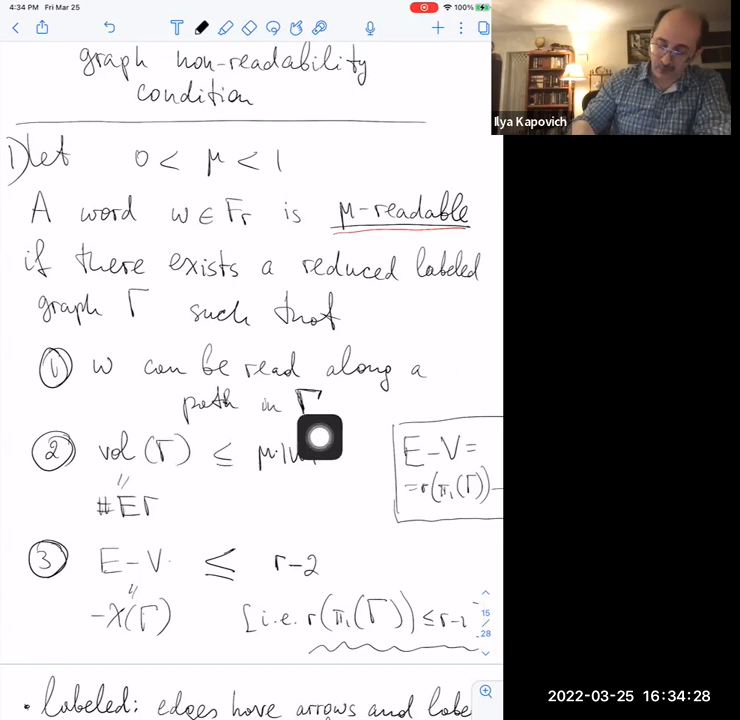 4:34 PM Fri Mar 25
100%
graph non-readability
condition
Ilya Kapovich
1) Let 0 < μ < 1
A word w ∈ Fr is μ-readable
if there exists a reduced labeled
graph Γ such that
① w can be read along a
path in Γ
② vol(Γ) ≤ μ·|w|
"
#EΓ
E-V=
=r(π₁(Γ))-
③ E-V ≤ r-2
"
-χ(Γ) [i.e. r(π₁(Γ)) ≤ r-1
15
/
28
• labeled: edges have arrows and labe
2022-03-25 16:34:28